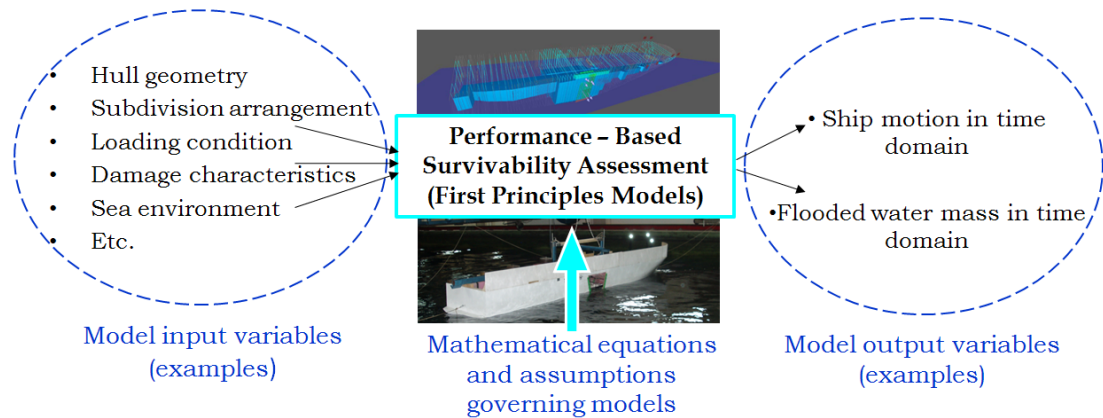 • Hull geometry
• Subdivision arrangement
• Loading condition
• Damage characteristics
• Sea environment
• Etc.
Model input variables
(examples)
Performance – Based
Survivability Assessment
(First Principles Models)
Mathematical equations
and assumptions
governing models
• Ship motion in time
domain
•Flooded water mass in time
domain
Model output variables
(examples)